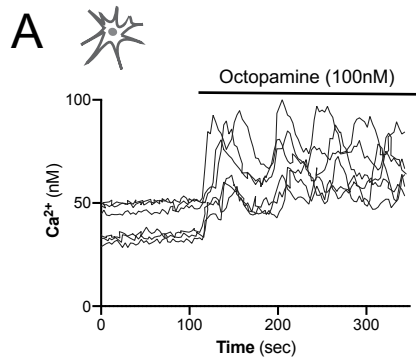 A
Octopamine (100nM)
100
50
0
Ca²⁺ (nM)
0 100 200 300
Time (sec)